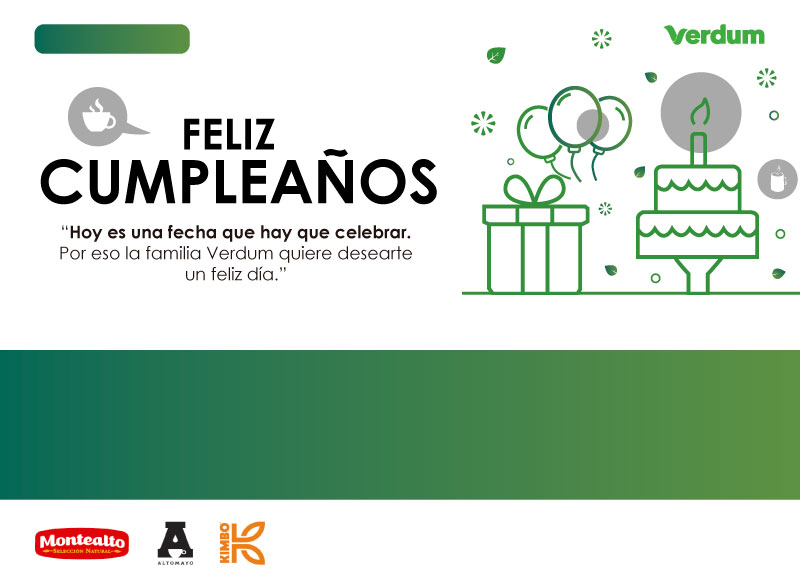 Verdum
FELIZ
CUMPLEAÑOS
“Hoy es una fecha que hay que celebrar.
Por eso la familia Verdum quiere desearte
un feliz día.”
Montealto
SELECCIÓN NATURAL
A
ALTOMAYO
KIMBO
K